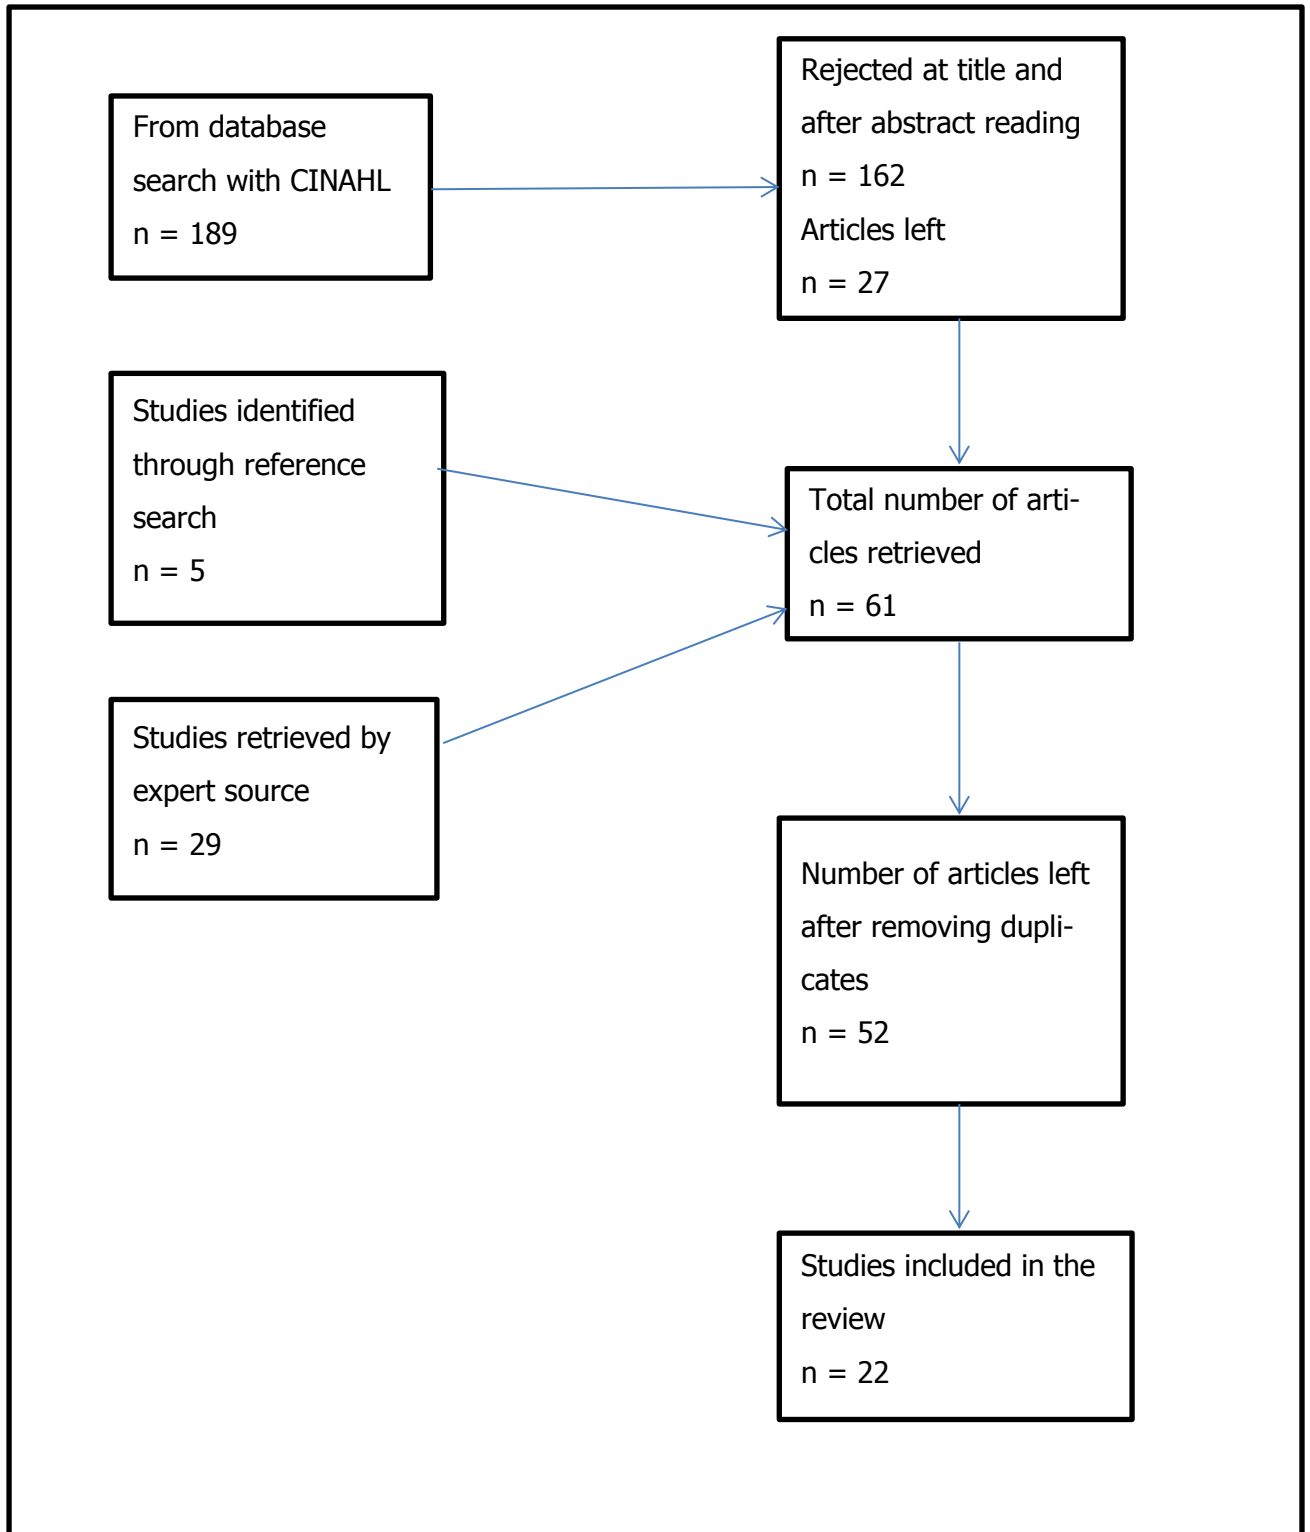 From database
search with CINAHL
n = 189
Rejected at title and
after abstract reading
n = 162
Articles left
n = 27
Studies identified
through reference
search
n = 5
Total number of arti-
cles retrieved
n = 61
Studies retrieved by
expert source
n = 29
Number of articles left
after removing dupli-
cates
n = 52
Studies included in the
review
n = 22